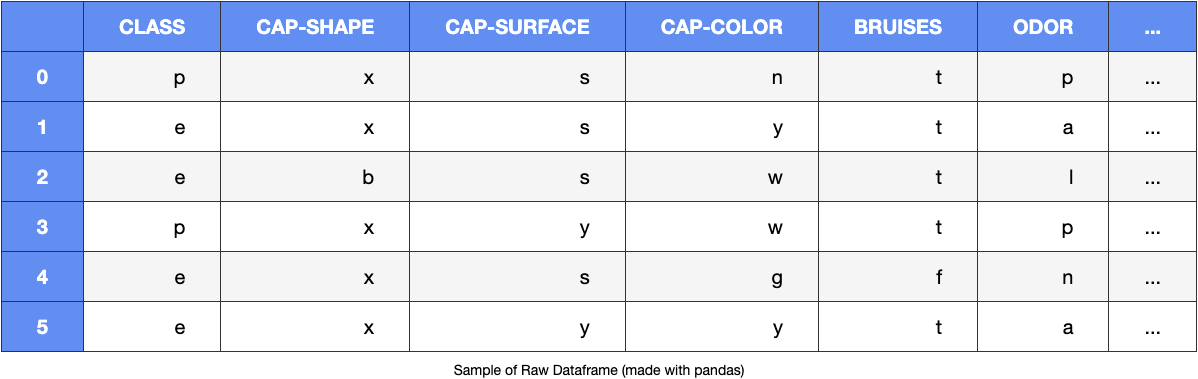 CLASS CAP-SHAPE CAP-SURFACE CAP-COLOR BRUISES ODOR ...
0 p x s n t p ...
1 e x s y t a ...
2 e b s w t l ...
3 p x y w t p ...
4 e x s g f n ...
5 e x y y t a ...
Sample of Raw Dataframe (made with pandas)